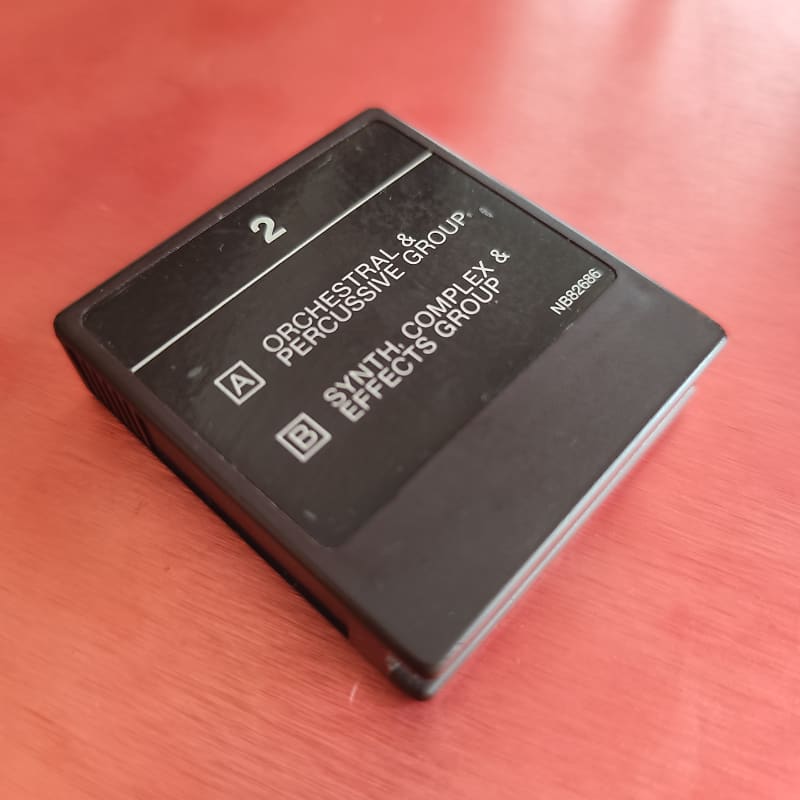 2
A ORCHESTRAL &
PERCUSSIVE GROUP
B SYNTH, COMPLEX &
EFFECTS GROUP
NB82686